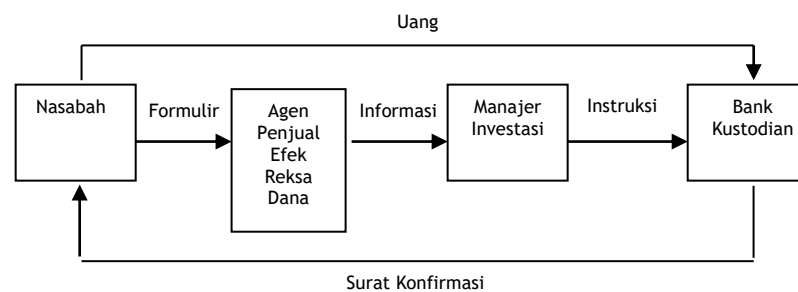 Uang
Nasabah
Formulir
Agen
Penjual
Efek
Reksa
Dana
Informasi
Manajer
Investasi
Instruksi
Bank
Kustodian
Surat Konfirmasi